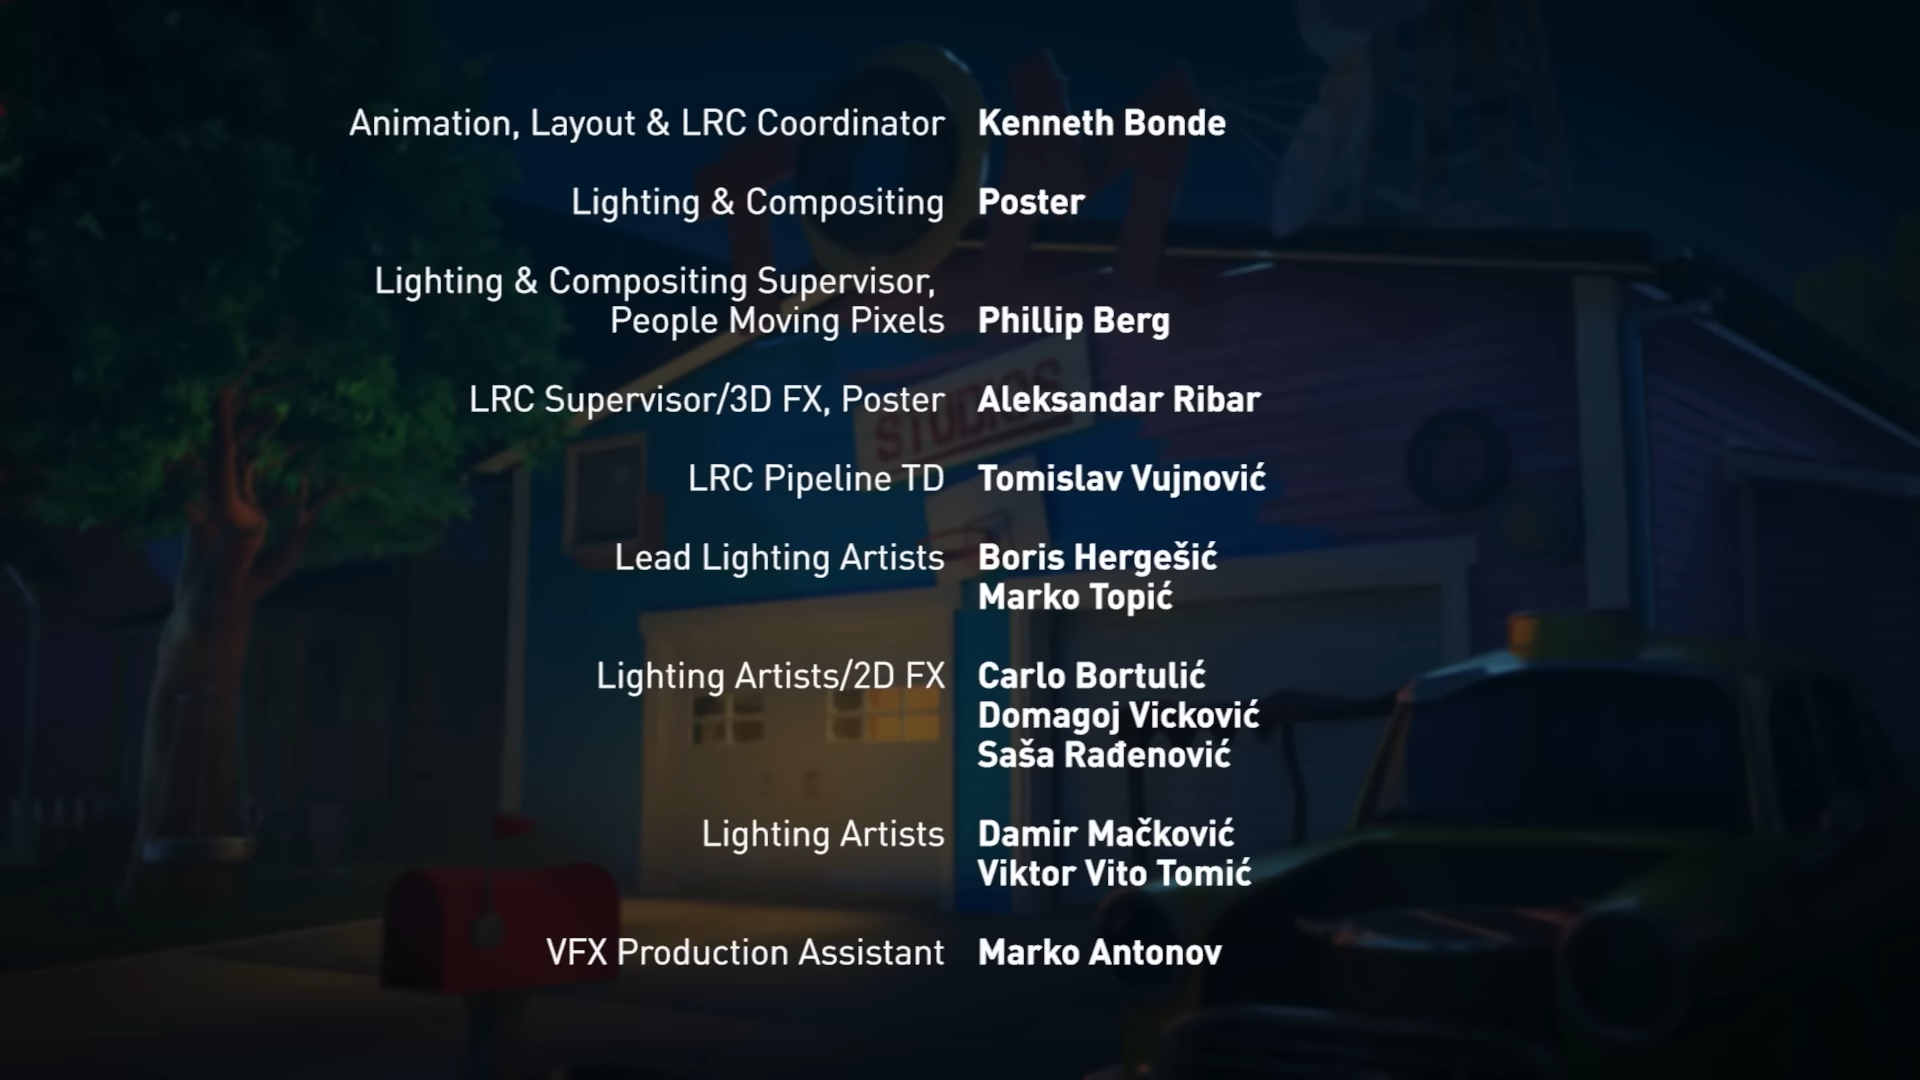 TOM
STUDIOS
Animation, Layout & LRC Coordinator Kenneth Bonde
Lighting & Compositing Poster
Lighting & Compositing Supervisor,
People Moving Pixels Phillip Berg
LRC Supervisor/3D FX, Poster Aleksandar Ribar
LRC Pipeline TD Tomislav Vujnović
Lead Lighting Artists Boris Hergešić
Marko Topić
Lighting Artists/2D FX Carlo Bortulić
Domagoj Vicković
Saša Rađenović
Lighting Artists Damir Mačković
Viktor Vito Tomić
VFX Production Assistant Marko Antonov